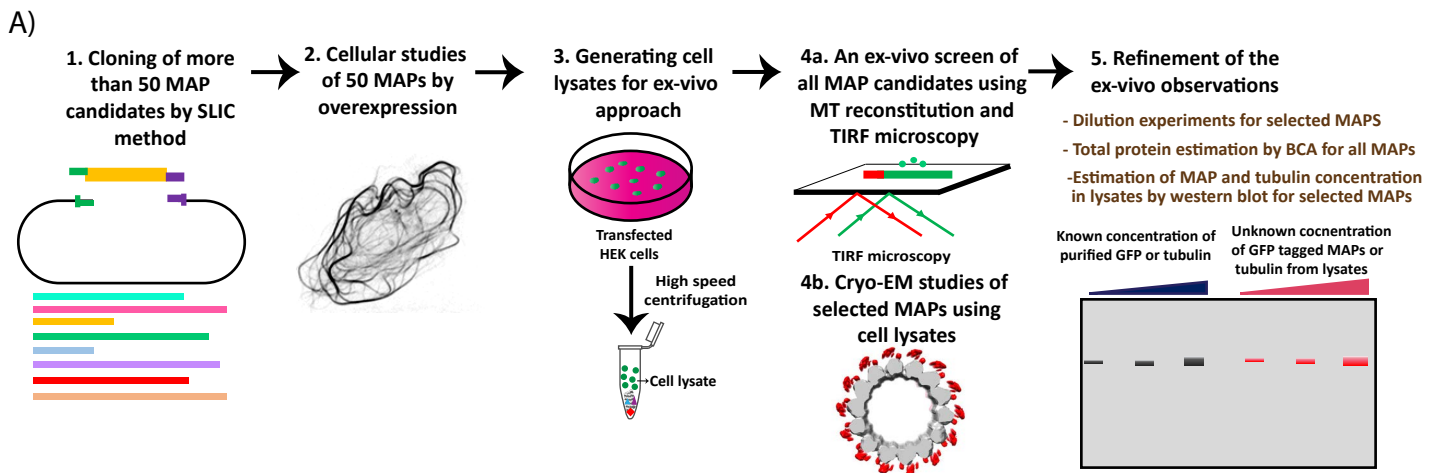 A)
1. Cloning of more
than 50 MAP
candidates by SLIC
method
2. Cellular studies
of 50 MAPs by
overexpression
3. Generating cell
lysates for ex-vivo
approach
Transfected
HEK cells
High speed
centrifugation
→Cell lysate
4a. An ex-vivo screen of
all MAP candidates using
MT reconstitution and
TIRF microscopy
TIRF microscopy
4b. Cryo-EM studies of
selected MAPs using
cell lysates
5. Refinement of the
ex-vivo observations
- Dilution experiments for selected MAPS
- Total protein estimation by BCA for all MAPs
-Estimation of MAP and tubulin concentration
in lysates by western blot for selected MAPs
Known concentration of
purified GFP or tubulin
Unknown cocnentration
of GFP tagged MAPs or
tubulin from lysates